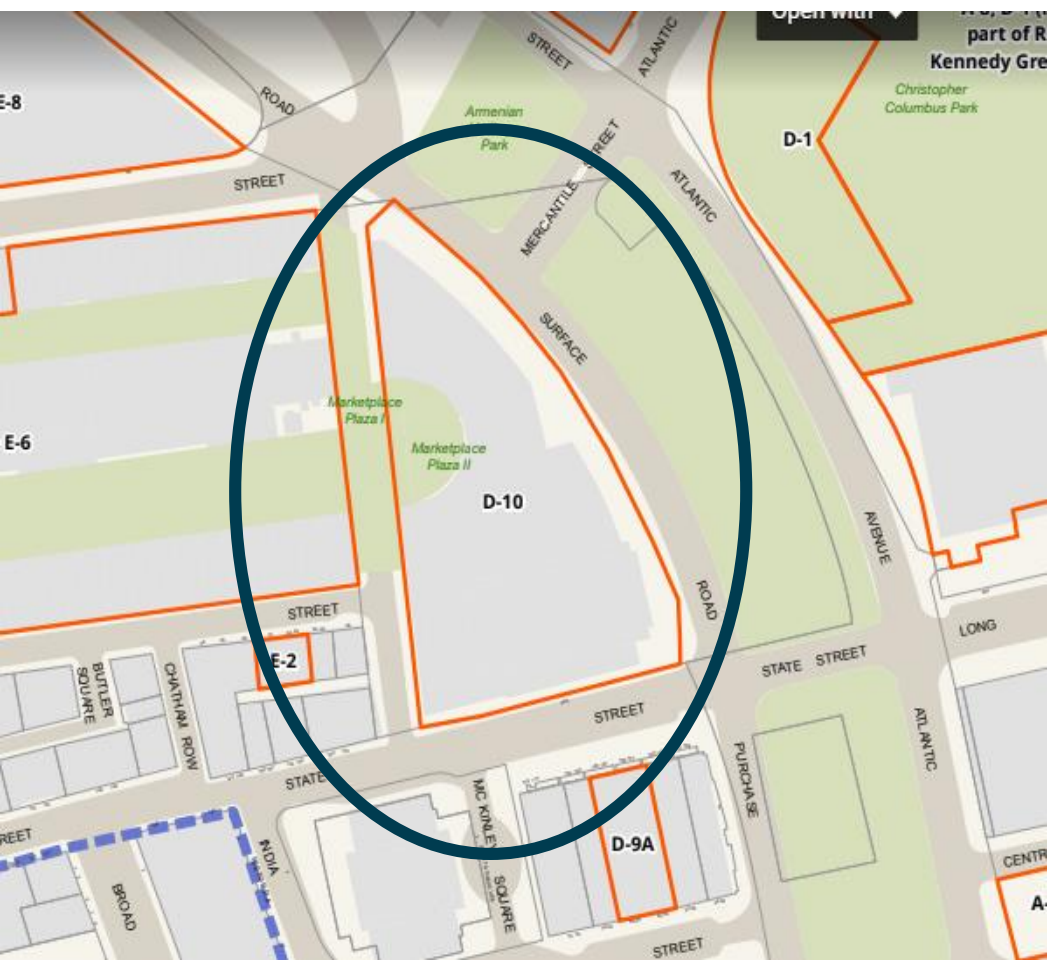 Open with
part of R
Kennedy Gre
Christopher
Columbus Park
D-1
E-8
ROAD
STREET
ATLANTIC
Armenian
Park
STREET
MERCANTILE STREET
ATLANTIC
SURFACE
Marketplace
Plaza I
Marketplace
Plaza II
E-6
D-10
AVENUE
ROAD
STREET
E-2
LONG
STATE STREET
BUTLER
SQUARE
CHATHAM ROW
STREET
STATE
ATLANTIC
PURCHASE
MC KINLEY
SQUARE
REET
INDIA
D-9A
BROAD
CENTR
A-
STREET